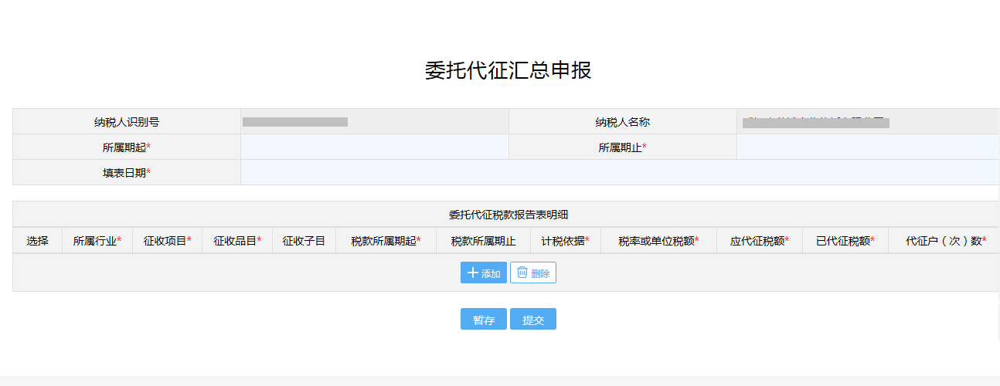 委托代征汇总申报
纳税人识别号 纳税人名称
所属期起* 所属期止*
填表日期*
委托代征税款报告表明细
选择 所属行业* 征收项目* 征收品目* 征收子目 税款所属期起* 税款所属期止 计税依据* 税率或单位税额* 应代征税额* 已代征税额* 代征户（次）数*
添加 删除
暂存 提交